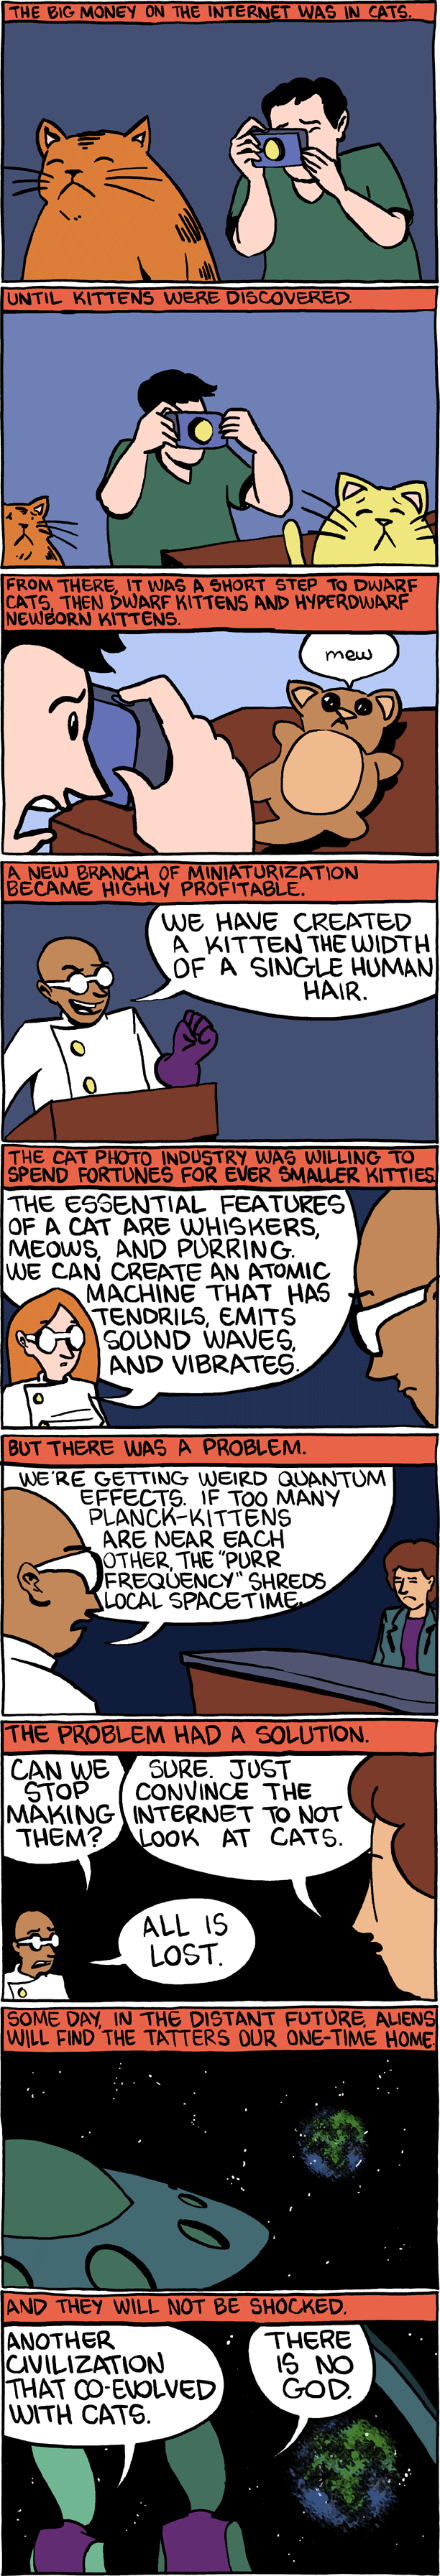 THE BIG MONEY ON THE INTERNET WAS IN CATS.
UNTIL KITTENS WERE DISCOVERED.
FROM THERE, IT WAS A SHORT STEP TO DWARF
CATS, THEN DWARF KITTENS AND HYPERDWARF
NEWBORN KITTENS.
mew
A NEW BRANCH OF MINIATURIZATION
BECAME HIGHLY PROFITABLE.
WE HAVE CREATED
A KITTEN THE WIDTH
OF A SINGLE HUMAN
HAIR.
THE CAT PHOTO INDUSTRY WAS WILLING TO
SPEND FORTUNES FOR EVER SMALLER KITTIES.
THE ESSENTIAL FEATURES
OF A CAT ARE WHISKERS,
MEOWS, AND PURRING.
WE CAN CREATE AN ATOMIC
MACHINE THAT HAS
TENDRILS, EMITS
SOUND WAVES,
AND VIBRATES.
BUT THERE WAS A PROBLEM.
WE'RE GETTING WEIRD QUANTUM
EFFECTS. IF TOO MANY
PLANCK-KITTENS
ARE NEAR EACH
OTHER, THE "PURR
FREQUENCY" SHREDS
LOCAL SPACETIME.
THE PROBLEM HAD A SOLUTION.
CAN WE
STOP
MAKING
THEM?
SURE. JUST
CONVINCE THE
INTERNET TO NOT
LOOK AT CATS.
ALL IS
LOST.
SOME DAY, IN THE DISTANT FUTURE, ALIENS
WILL FIND THE TATTERS OUR ONE-TIME HOME.
AND THEY WILL NOT BE SHOCKED.
ANOTHER
CIVILIZATION
THAT CO-EVOLVED
WITH CATS.
THERE
IS NO
GOD.